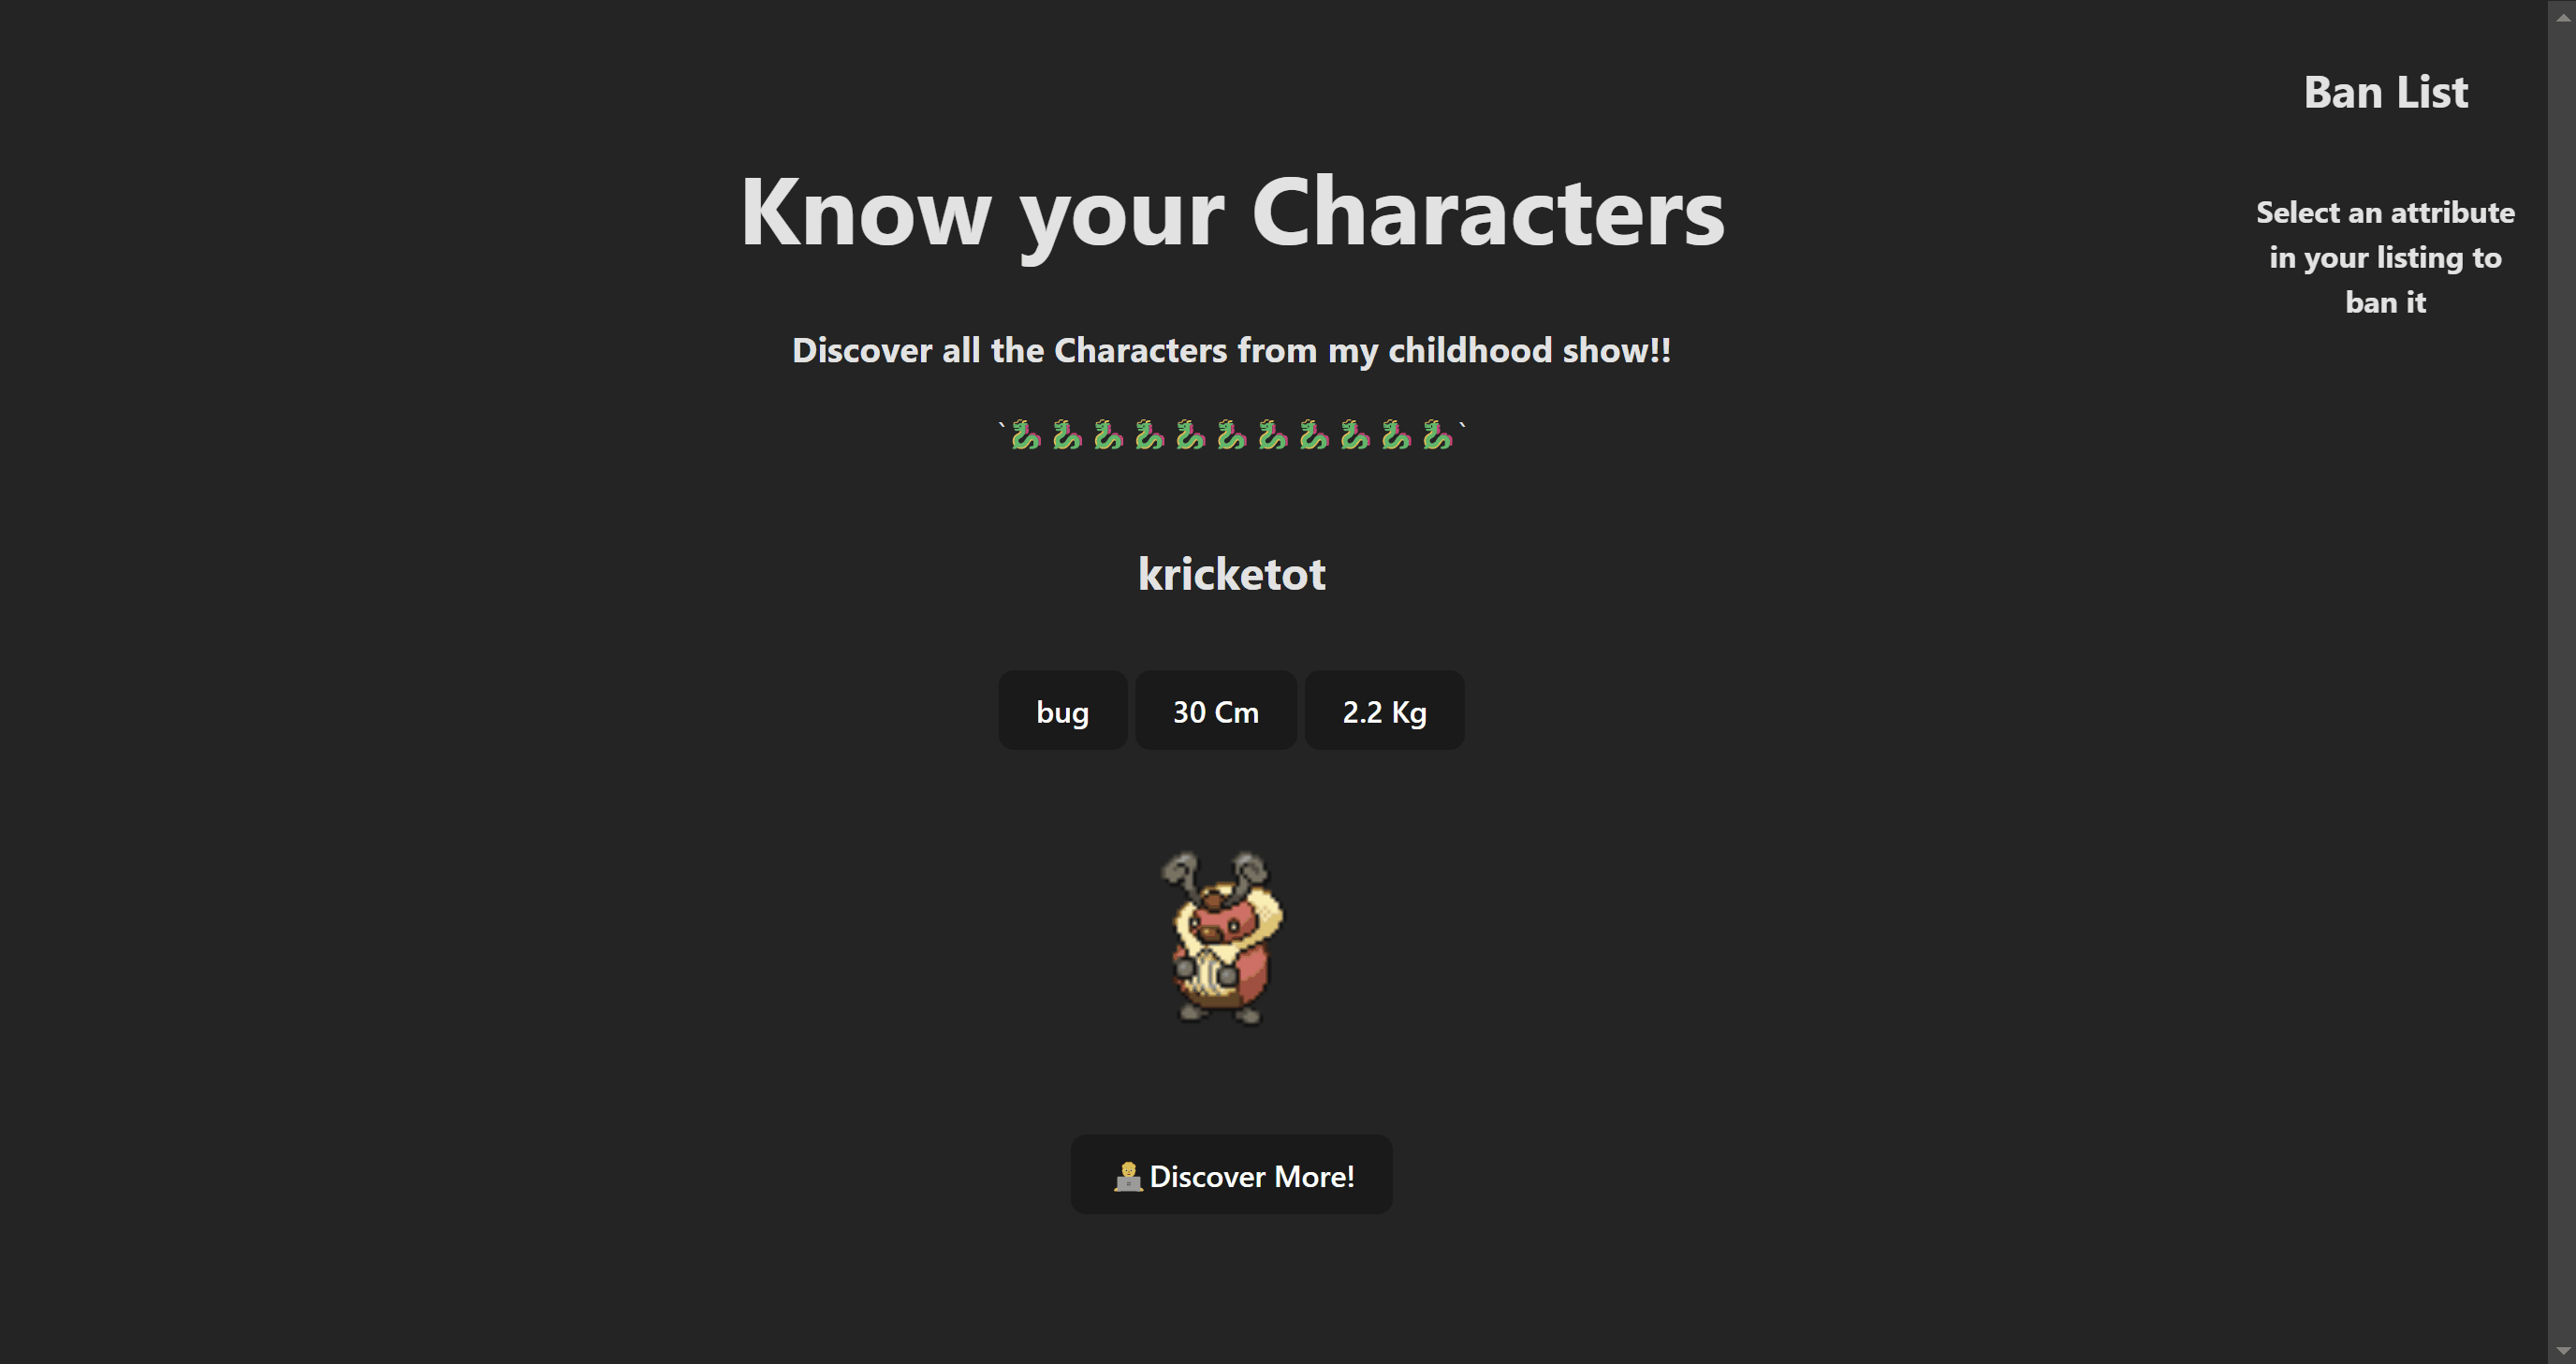 Ban List
Know your Characters
Select an attribute
in your listing to
ban it
Discover all the Characters from my childhood show!!
`🐉 🐉 🐉 🐉 🐉 🐉 🐉 🐉 🐉 🐉 🐉`
kricketot
bug
30 Cm
2.2 Kg
👨‍💻 Discover More!